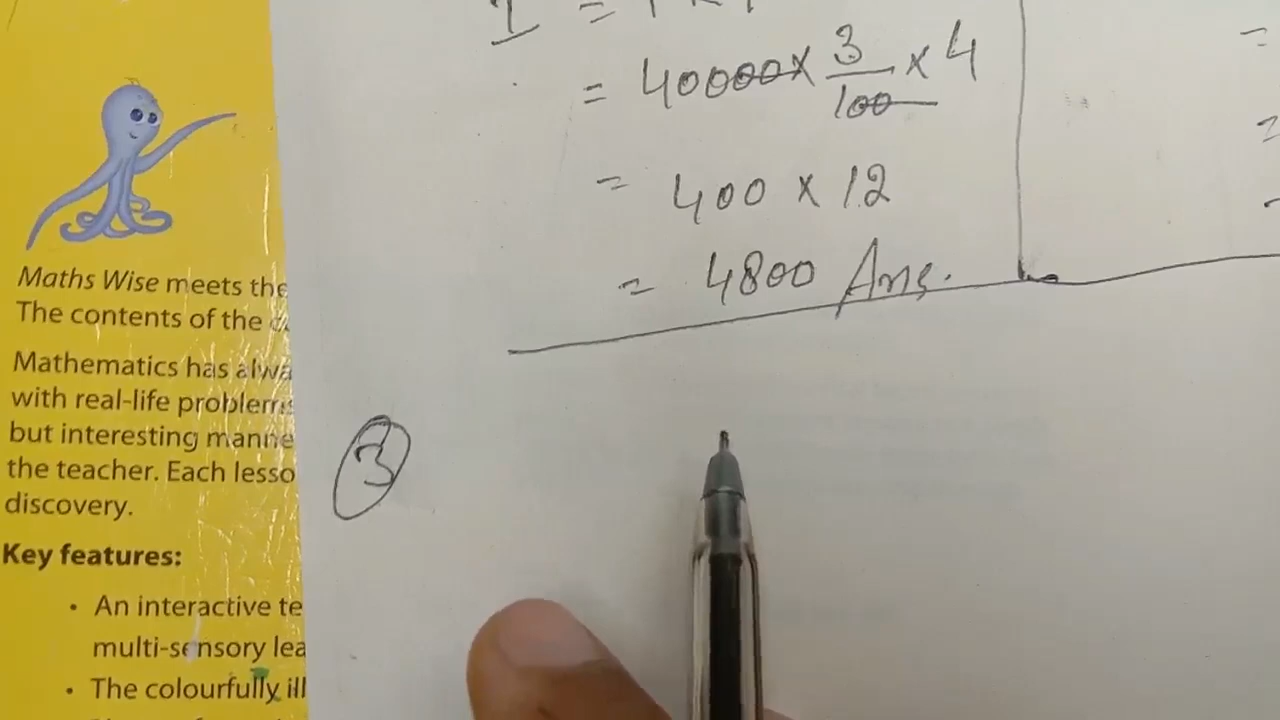 Maths Wise meets the
The contents of the
Mathematics has alwa
with real-life problems
but interesting manne
the teacher. Each lesso
discovery.
Key features:
• An interactive te
multi-sensory lea
• The colourfully ill
I =
= 40000 × 3/100 × 4
= 400 × 12
= 4800 Ans.
3
=
=
=